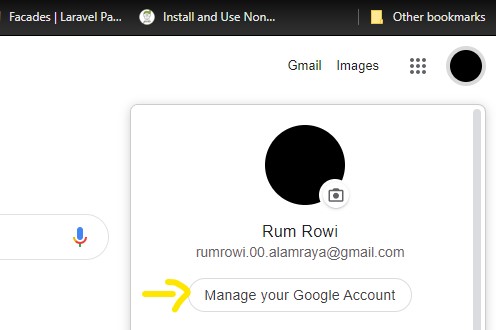 Facades | Laravel Pa...
Install and Use Non...
Other bookmarks
Gmail
Images
Rum Rowi
rumrowi.00.alamraya@gmail.com
Manage your Google Account